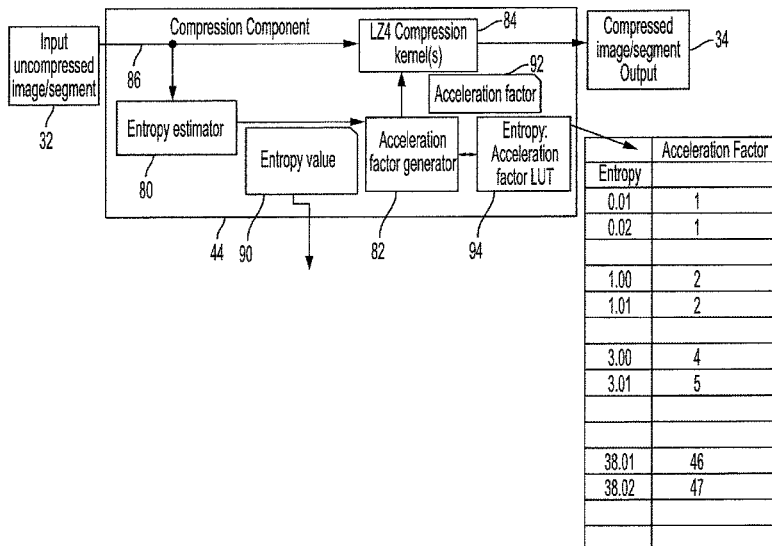 Input
uncompressed
image/segment
32
86
Compression Component
LZ4 Compression
kernel(s)
84
Compressed
image/segment
Output
34
92
Acceleration factor
Entropy estimator
80
Entropy value
90
Acceleration
factor generator
82
Entropy:
Acceleration
factor LUT
94
44
Acceleration Factor
Entropy
0.01 1
0.02 1
1.00 2
1.01 2
3.00 4
3.01 5
38.01 46
38.02 47